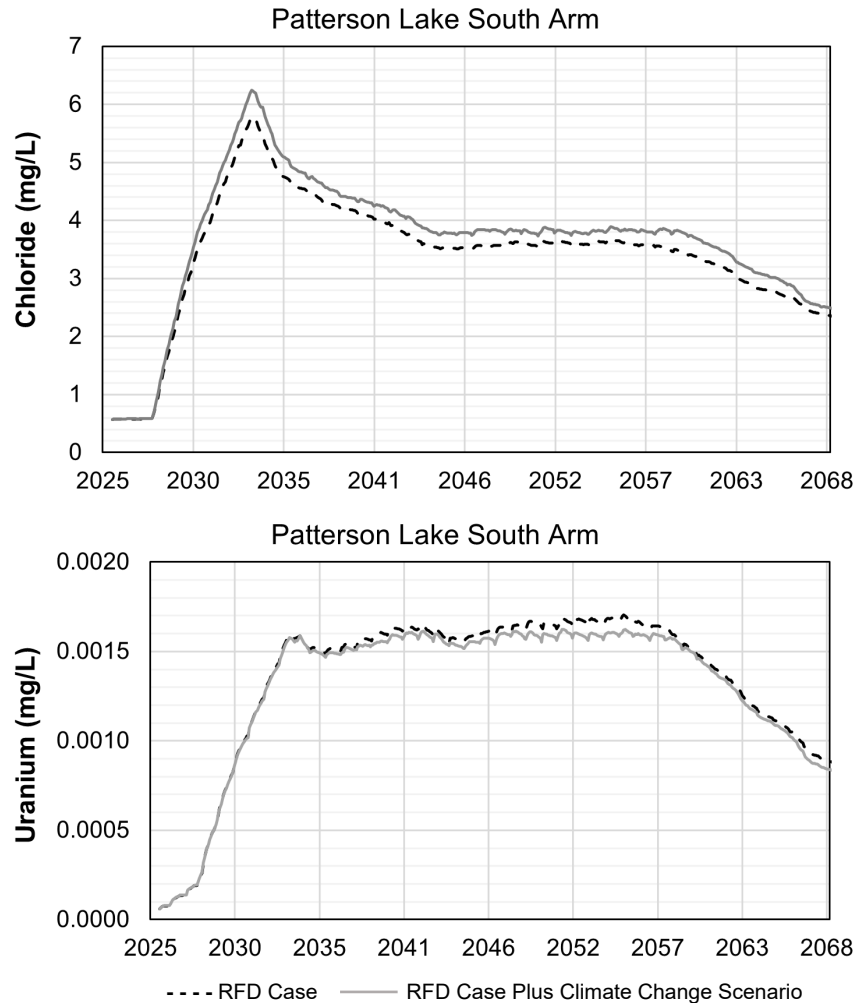 Patterson Lake South Arm
7
6
5
4
3
2
1
0
Chloride (mg/L)
2025 2030 2035 2041 2046 2052 2057 2063 2068
Patterson Lake South Arm
0.0020
0.0015
0.0010
0.0005
0.0000
Uranium (mg/L)
2025 2030 2035 2041 2046 2052 2057 2063 2068
RFD Case RFD Case Plus Climate Change Scenario